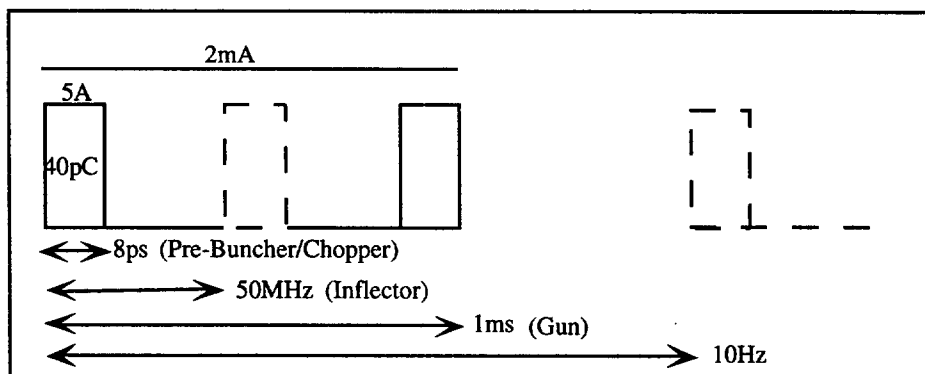 2mA
5A
40pC
8ps (Pre-Buncher/Chopper)
50MHz (Inflector)
1ms (Gun)
10Hz